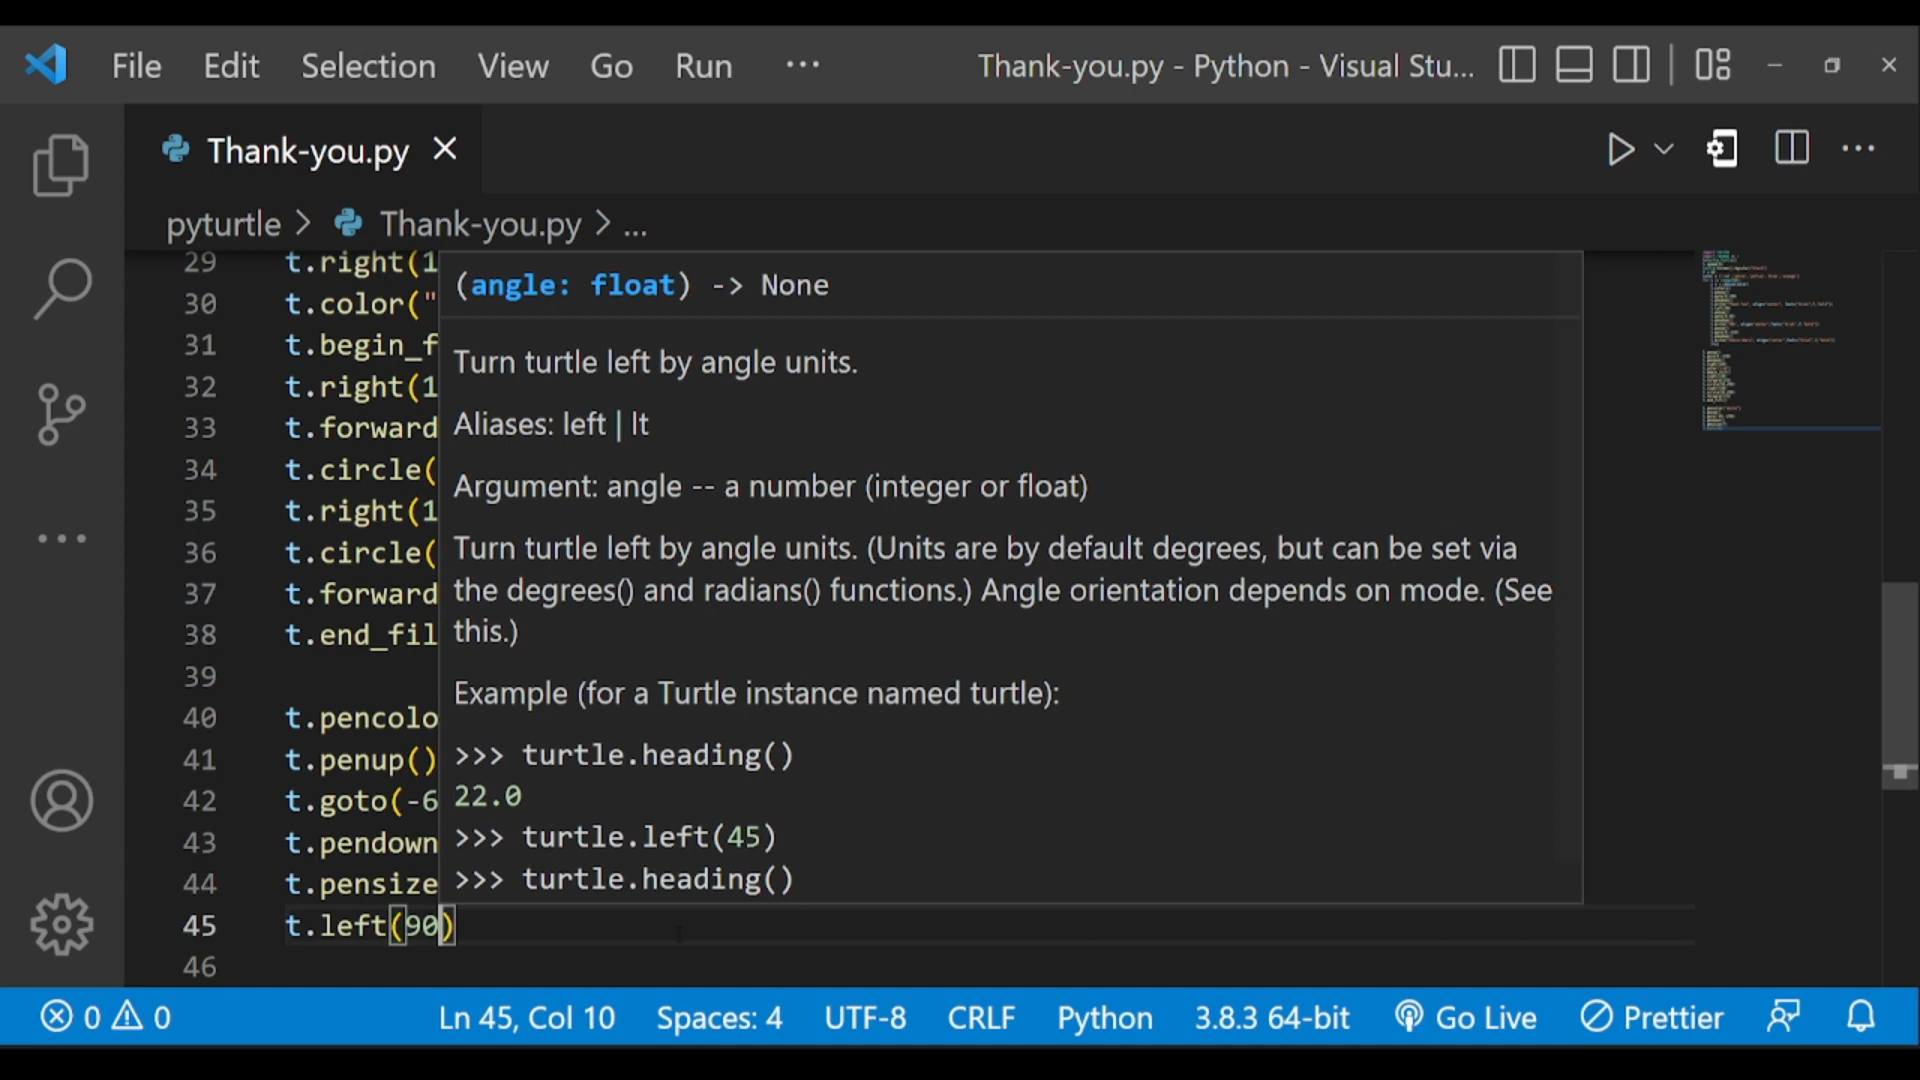 File Edit Selection View Go Run ··· Thank-you.py - Python - Visual Stu...
Thank-you.py
pyturtle > Thank-you.py > ...
29 t.right(1
30 t.color("
31 t.begin_f
32 t.right(1
33 t.forward
34 t.circle(
35 t.right(1
36 t.circle(
37 t.forward
38 t.end_fil
39
40 t.pencolo
41 t.penup()
42 t.goto(-6
43 t.pendown
44 t.pensize
45 t.left(90)
46
(angle: float) -> None
Turn turtle left by angle units.
Aliases: left | lt
Argument: angle -- a number (integer or float)
Turn turtle left by angle units. (Units are by default degrees, but can be set via
the degrees() and radians() functions.) Angle orientation depends on mode. (See
this.)
Example (for a Turtle instance named turtle):
>>> turtle.heading()
22.0
>>> turtle.left(45)
>>> turtle.heading()
0 0 Ln 45, Col 10 Spaces: 4 UTF-8 CRLF Python 3.8.3 64-bit Go Live Prettier